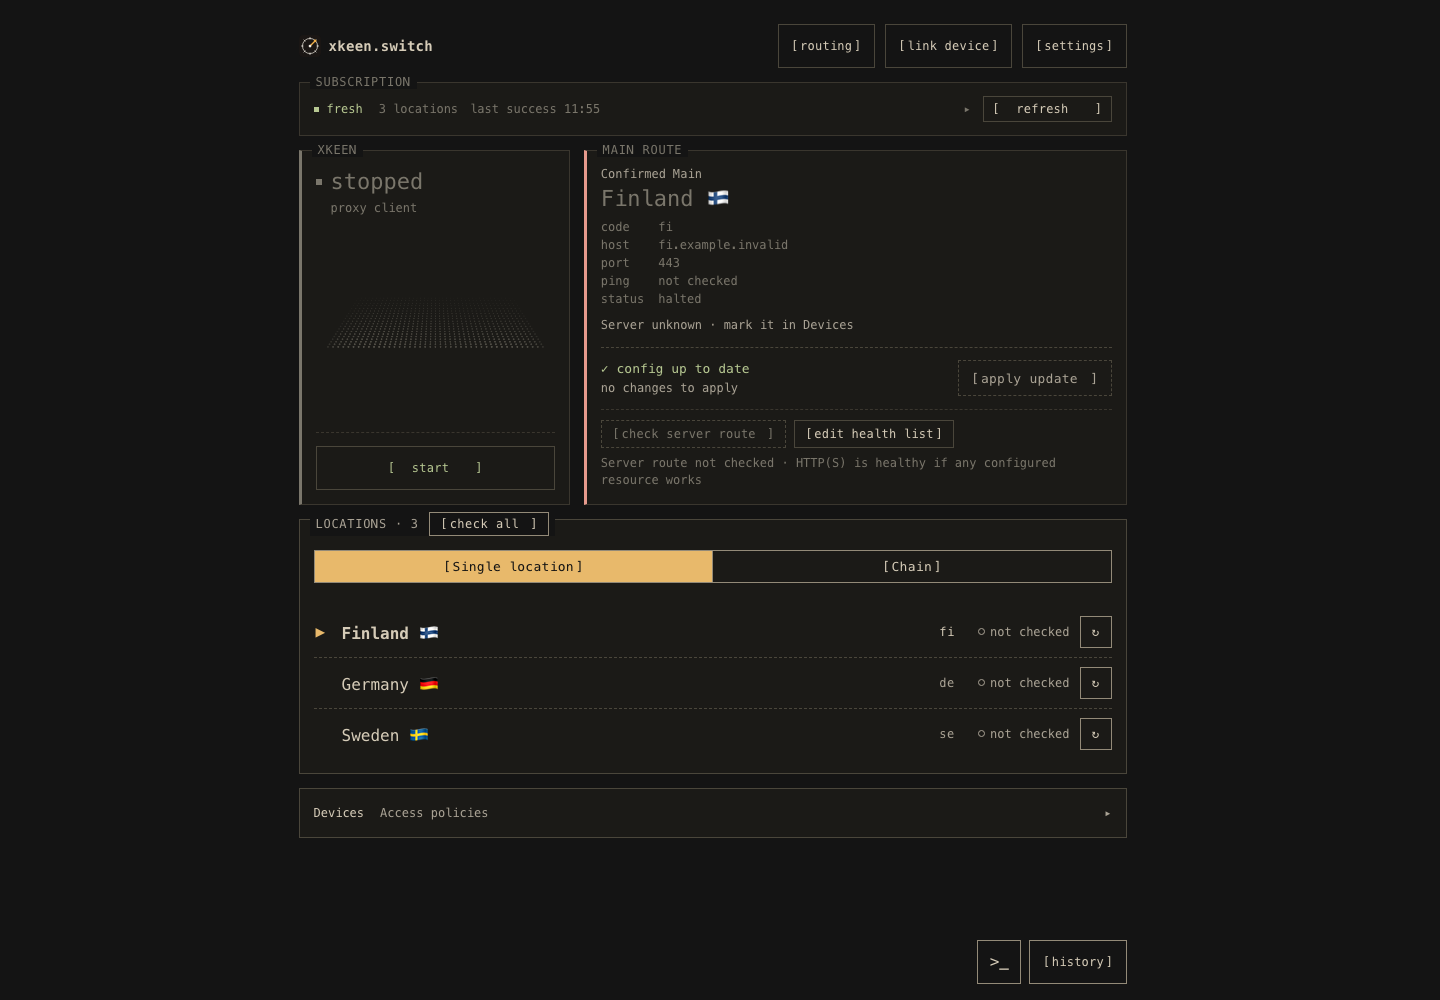 xkeen.switch
[routing] [link device] [settings]
SUBSCRIPTION
fresh 3 locations last success 11:55 ▸ [ refresh ]
XKEEN
stopped
proxy client
[ start ]
MAIN ROUTE
Confirmed Main
Finland 🇫🇮
code fi
host fi.example.invalid
port 443
ping not checked
status halted
Server unknown · mark it in Devices
✓ config up to date
no changes to apply
[apply update ]
[check server route ] [edit health list]
Server route not checked · HTTP(S) is healthy if any configured
resource works
LOCATIONS · 3 [check all ]
[Single location] [Chain]
▶ Finland 🇫🇮 fi ○ not checked ↻
Germany 🇩🇪 de ○ not checked ↻
Sweden 🇸🇪 se ○ not checked ↻
Devices Access policies ▸
>_ [history]